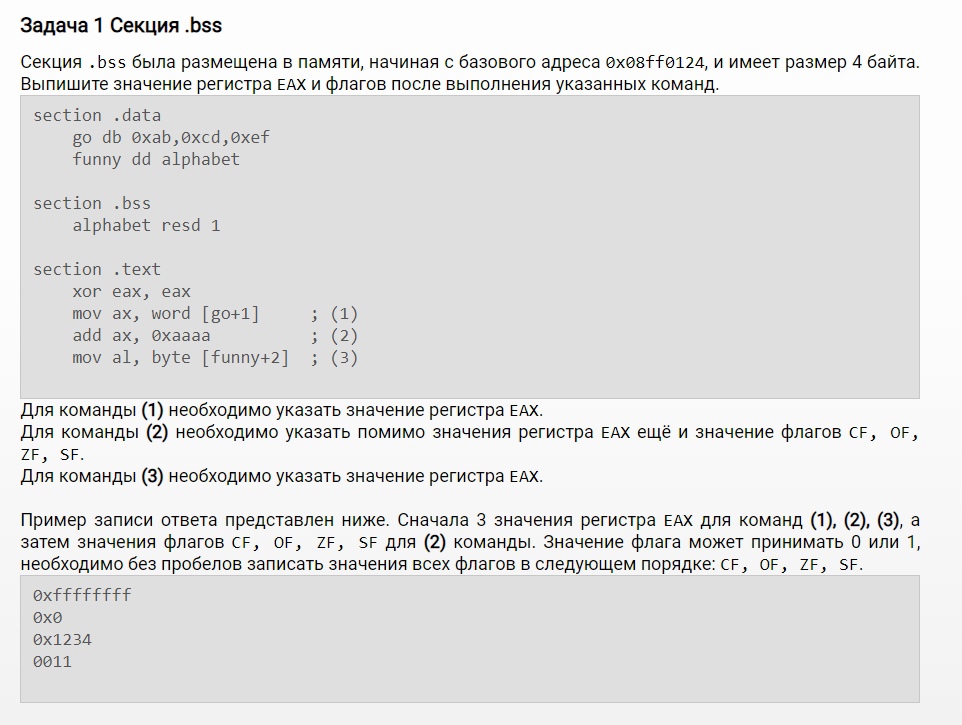 Задача 1 Секция .bss
Секция .bss была размещена в памяти, начиная с базового адреса 0x08ff0124, и имеет размер 4 байта.
Выпишите значение регистра EAX и флагов после выполнения указанных команд.
section .data
    go db 0xab,0xcd,0xef
    funny dd alphabet
section .bss
    alphabet resd 1
section .text
    xor eax, eax
    mov ax, word [go+1]     ; (1)
    add ax, 0xaaaa          ; (2)
    mov al, byte [funny+2]  ; (3)
Для команды (1) необходимо указать значение регистра EAX.
Для команды (2) необходимо указать помимо значения регистра EAX ещё и значение флагов CF, OF,
ZF, SF.
Для команды (3) необходимо указать значение регистра EAX.
Пример записи ответа представлен ниже. Сначала 3 значения регистра EAX для команд (1), (2), (3), а
затем значения флагов CF, OF, ZF, SF для (2) команды. Значение флага может принимать 0 или 1,
необходимо без пробелов записать значения всех флагов в следующем порядке: CF, OF, ZF, SF.
0xffffffff
0x0
0x1234
0011